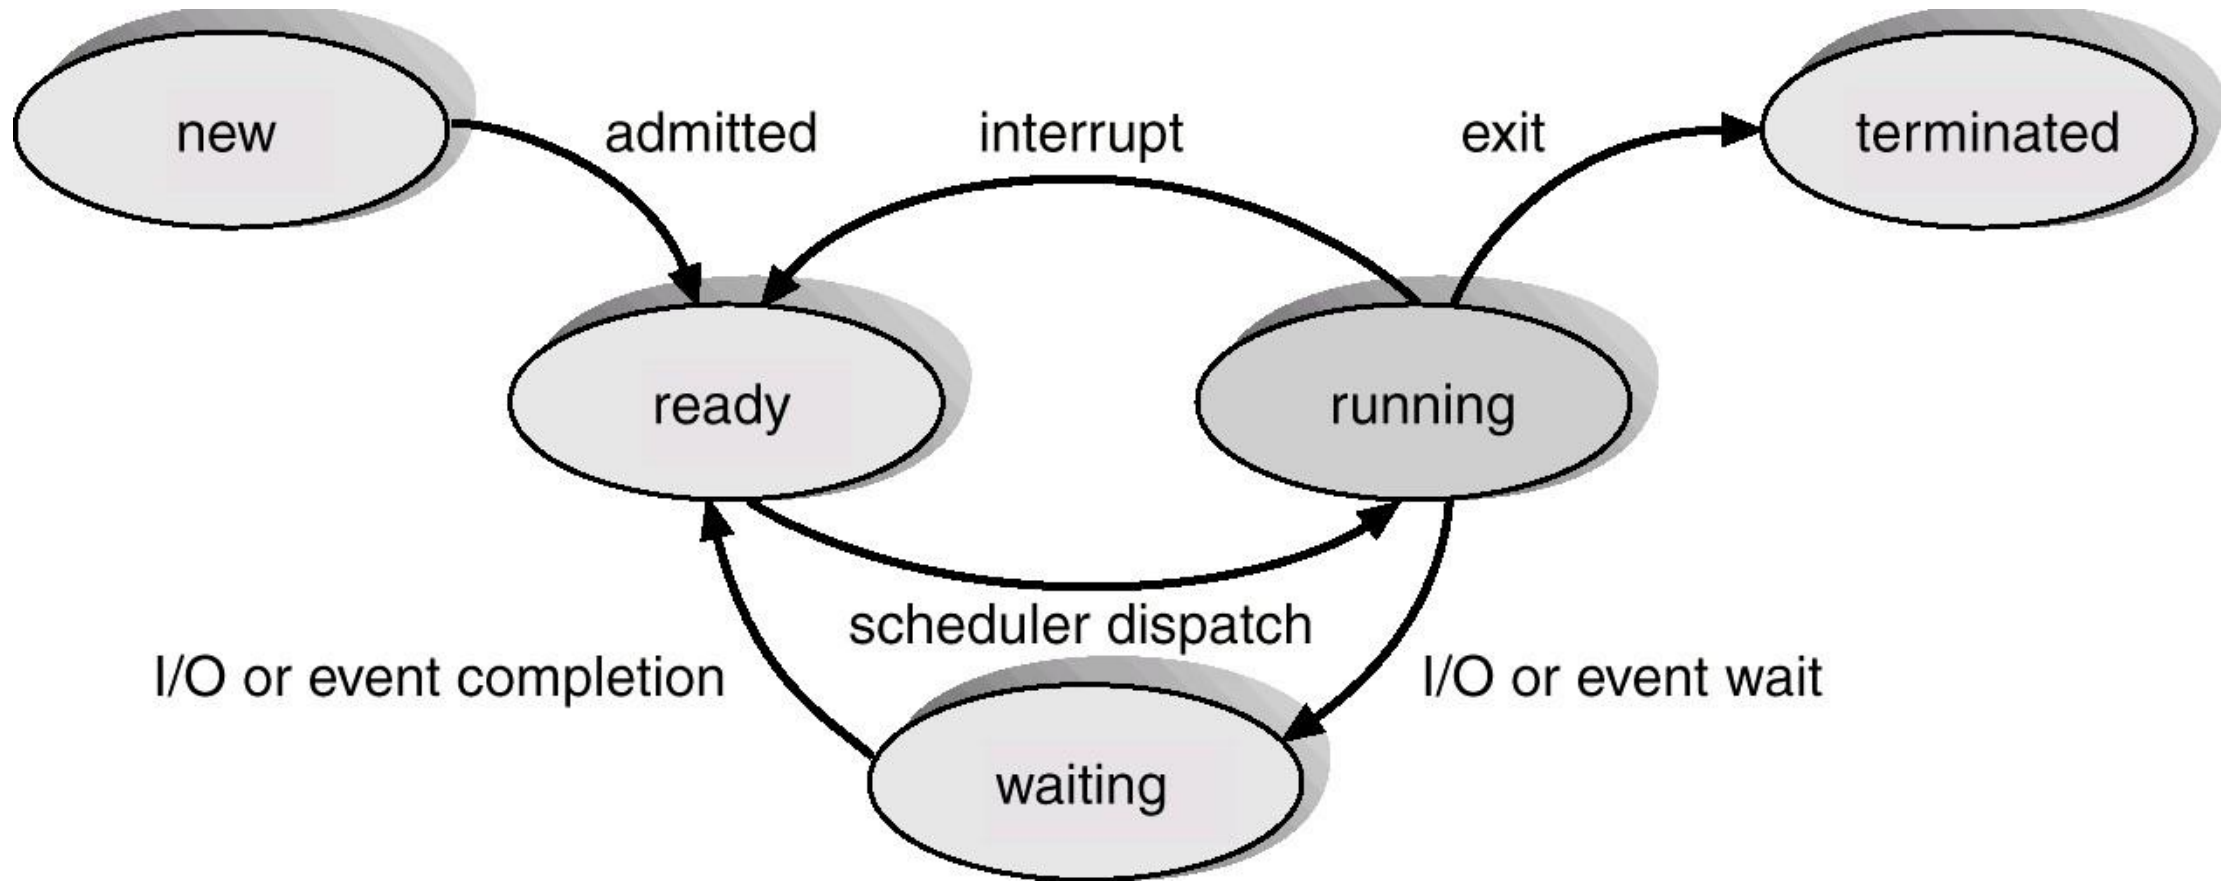 new
admitted
interrupt
exit
terminated
ready
running
scheduler dispatch
I/O or event completion
I/O or event wait
waiting